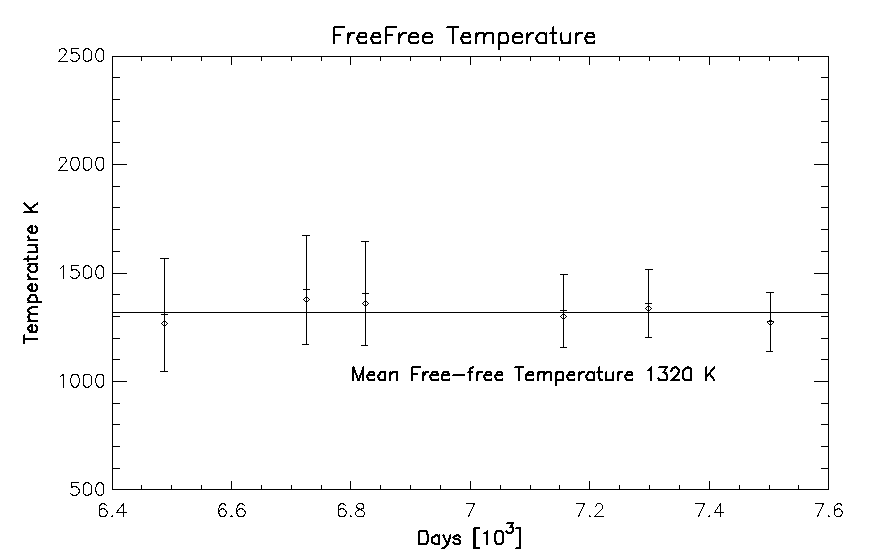 FreeFree Temperature
2500
2000
1500
1000
500
Temperature K
Mean Free-free Temperature 1320 K
6.4 6.6 6.8 7 7.2 7.4 7.6
Days [10³]